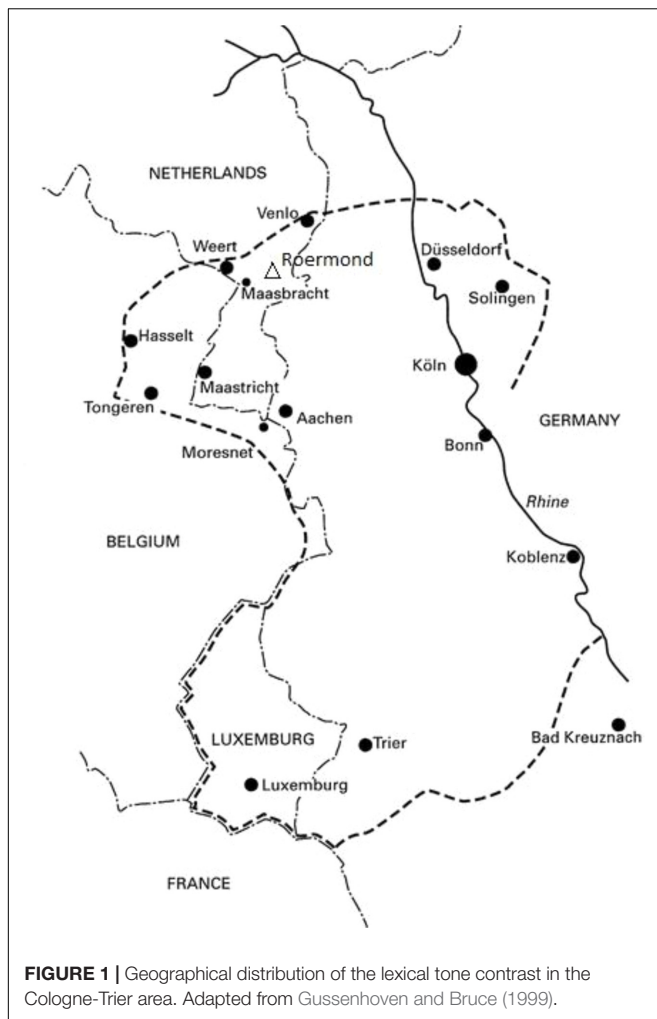 NETHERLANDS
Venlo
Weert
Roermond
Maasbracht
Düsseldorf
Solingen
Hasselt
Köln
Maastricht
Tongeren
Aachen
GERMANY
Moresnet
Bonn
Rhine
BELGIUM
Koblenz
LUXEMBURG
Trier
Bad Kreuznach
Luxemburg
FRANCE
FIGURE 1 | Geographical distribution of the lexical tone contrast in the
Cologne-Trier area. Adapted from Gussenhoven and Bruce (1999).